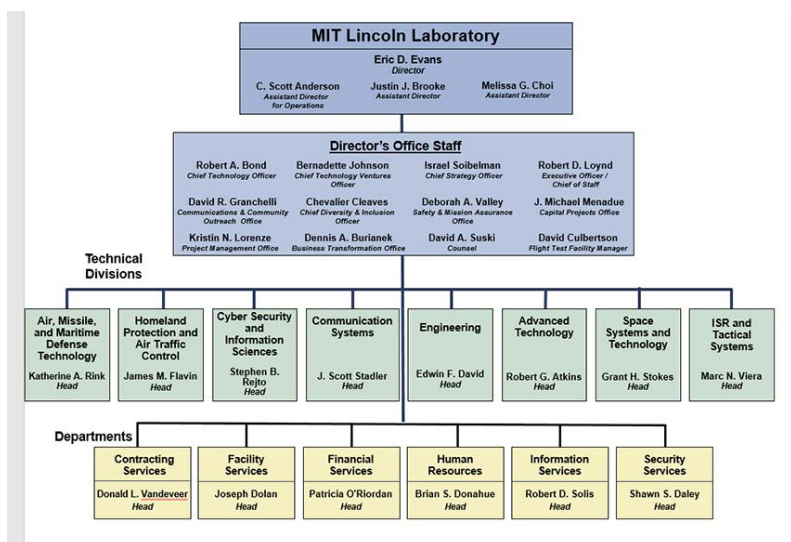 MIT Lincoln Laboratory
Eric D. Evans
Director
C. Scott Anderson
Assistant Director
for Operations
Justin J. Brooke
Assistant Director
Melissa G. Choi
Assistant Director
Director's Office Staff
Robert A. Bond
Chief Technology Officer
Bernadette Johnson
Chief Technology Ventures
Officer
Israel Soibelman
Chief Strategy Officer
Robert D. Loynd
Executive Officer /
Chief of Staff
David R. Granchelli
Communications & Community
Outreach Office
Chevalier Cleaves
Chief Diversity & Inclusion
Officer
Deborah A. Valley
Safety & Mission Assurance
Office
J. Michael Menadue
Capital Projects Office
Kristin N. Lorenze
Project Management Office
Dennis A. Burianek
Business Transformation Office
David A. Suski
Counsel
David Culbertson
Flight Test Facility Manager
Technical
Divisions
Air, Missile,
and Maritime
Defense
Technology
Katherine A. Rink
Head
Homeland
Protection and
Air Traffic
Control
James M. Flavin
Head
Cyber Security
and
Information
Sciences
Stephen B.
Rejto
Head
Communication
Systems
J. Scott Stadler
Head
Engineering
Edwin F. David
Head
Advanced
Technology
Robert G. Atkins
Head
Space
Systems and
Technology
Grant H. Stokes
Head
ISR and
Tactical
Systems
Marc N. Viera
Head
Departments
Contracting
Services
Donald L. Vandeveer
Head
Facility
Services
Joseph Dolan
Head
Financial
Services
Patricia O'Riordan
Head
Human
Resources
Brian S. Donahue
Head
Information
Services
Robert D. Solis
Head
Security
Services
Shawn S. Daley
Head